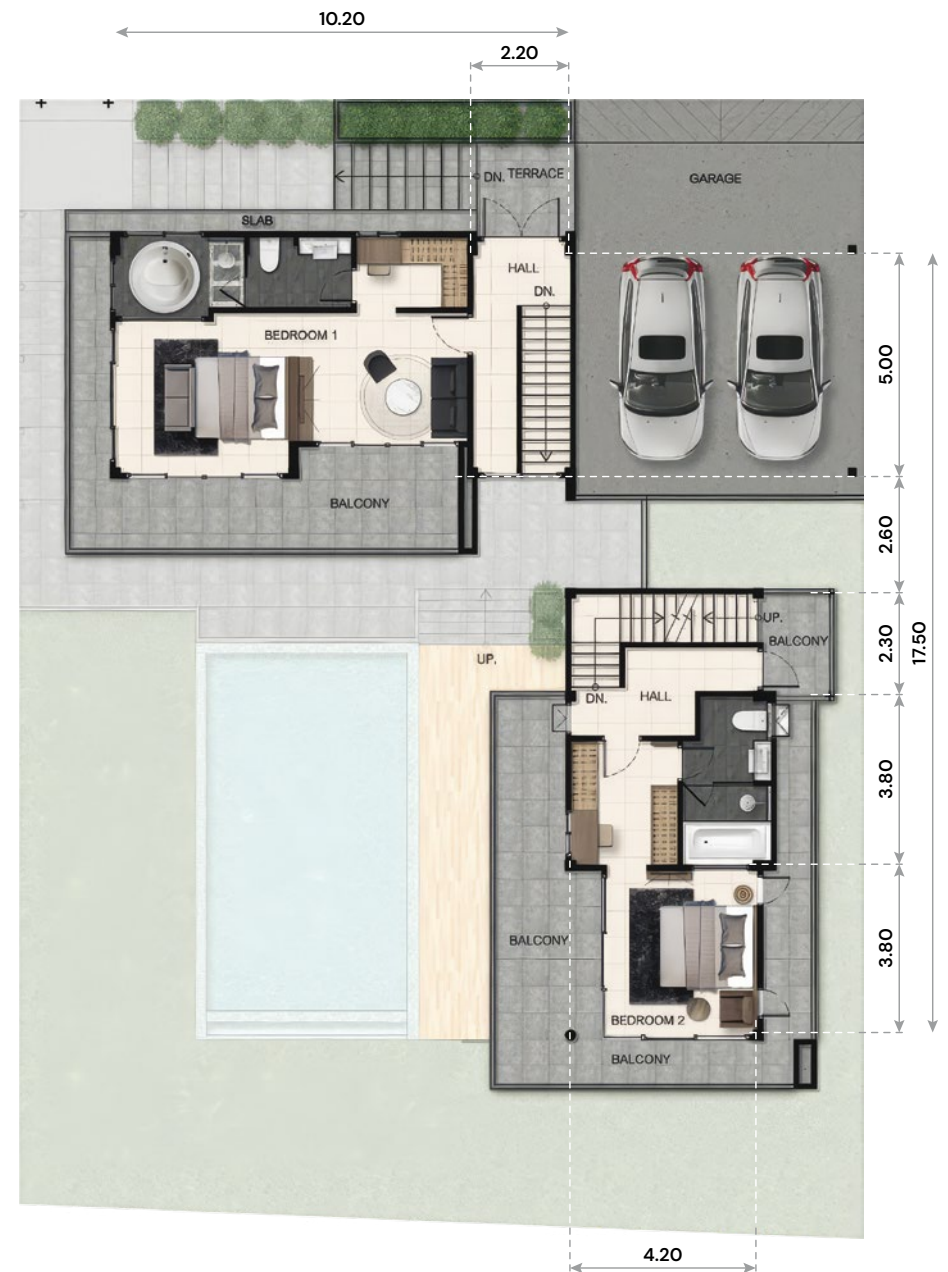 10.20
2.20
DN. TERRACE
GARAGE
SLAB
HALL
DN.
BEDROOM 1
5.00
BALCONY
2.60
UP.
BALCONY
2.30
17.50
UP.
DN.
HALL
3.80
BALCONY
3.80
BEDROOM 2
BALCONY
4.20